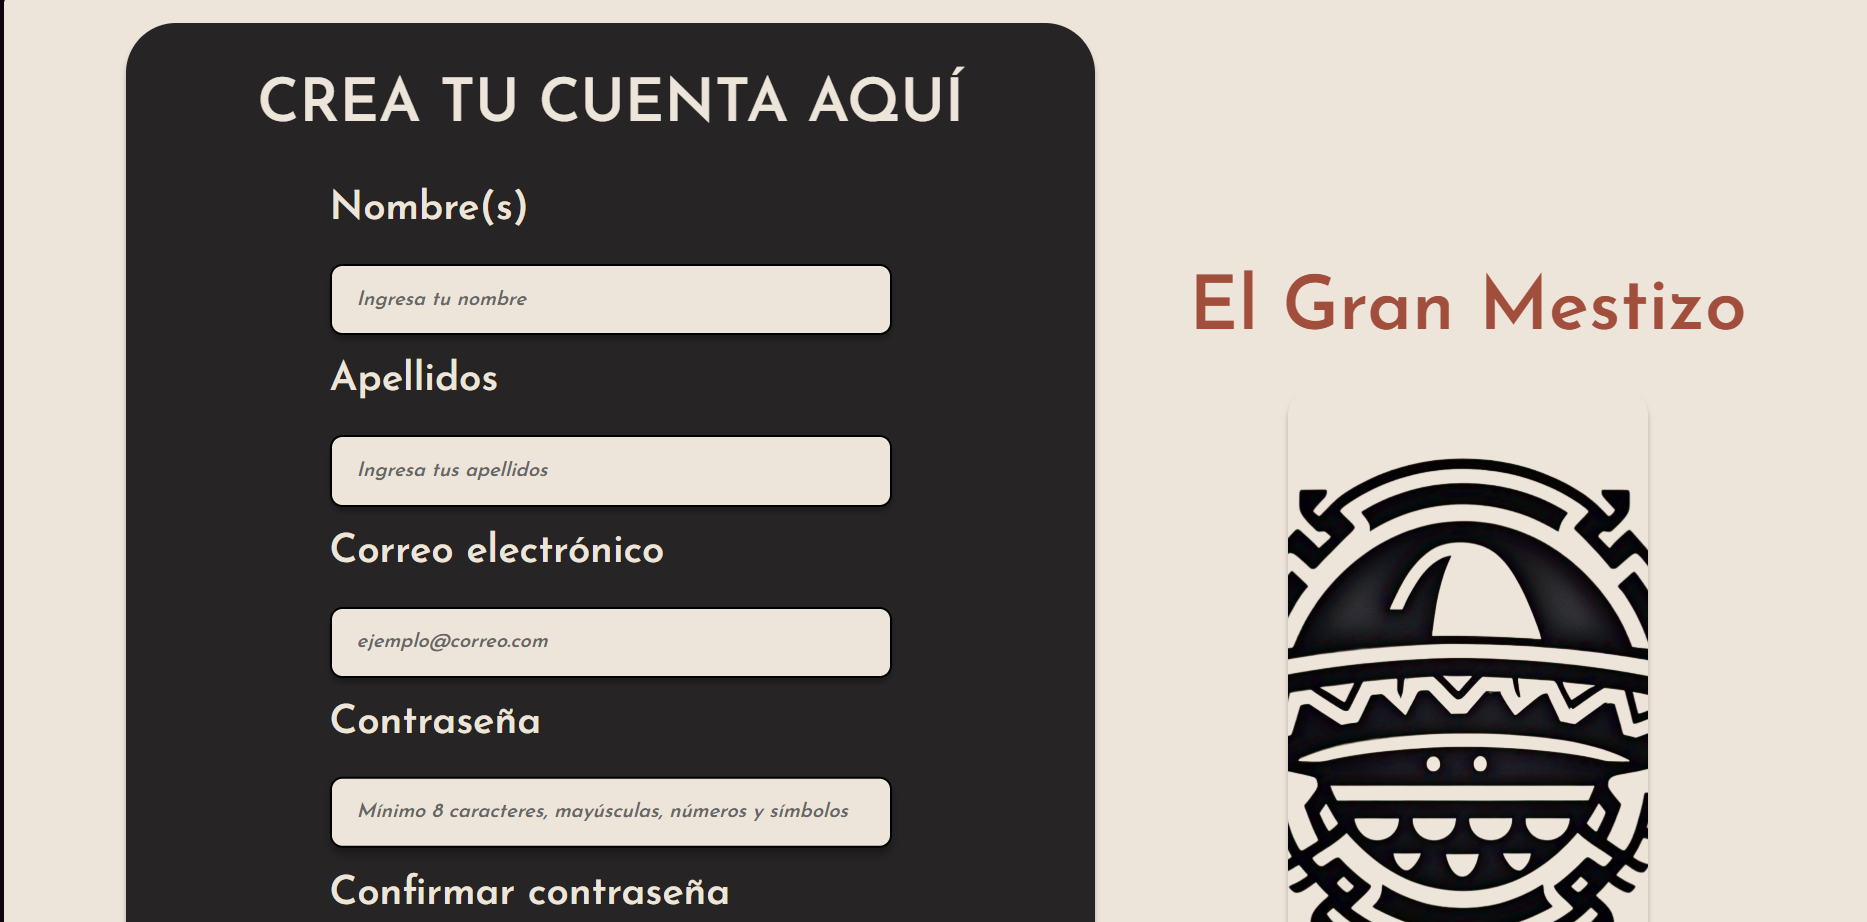 CREA TU CUENTA AQUÍ
Nombre(s)
Ingresa tu nombre
Apellidos
Ingresa tus apellidos
Correo electrónico
ejemplo@correo.com
Contraseña
Mínimo 8 caracteres, mayúsculas, números y símbolos
Confirmar contraseña
El Gran Mestizo